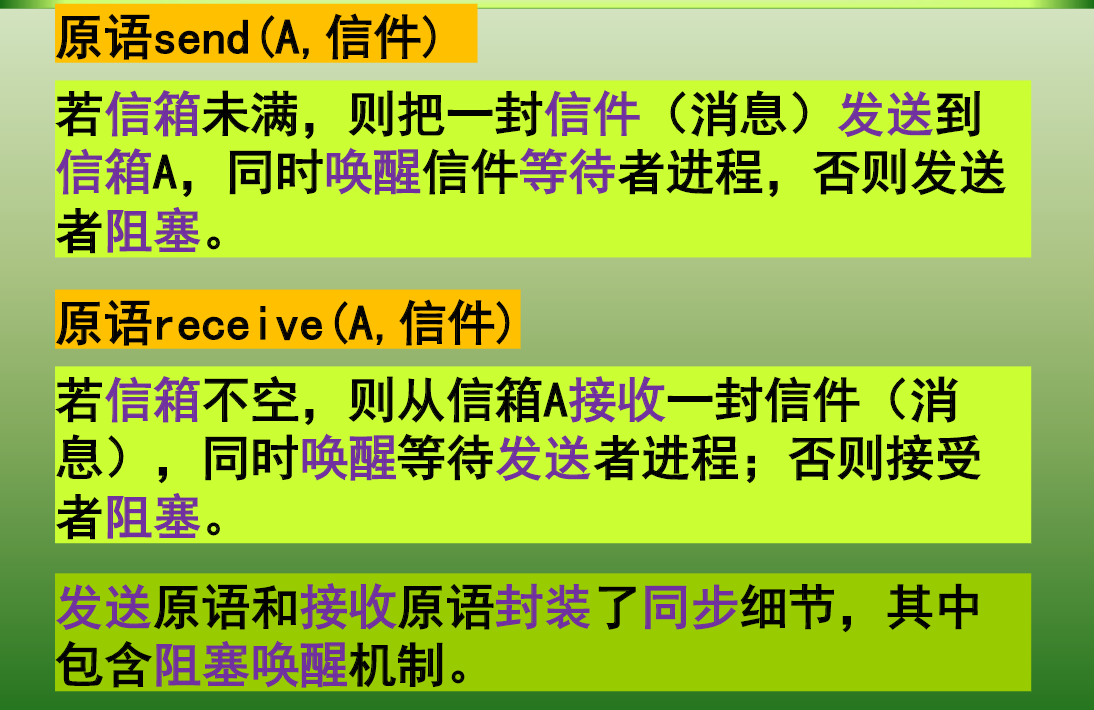 原语send(A,信件)
若信箱未满，则把一封信件（消息）发送到
信箱A，同时唤醒信件等待者进程，否则发送
者阻塞。
原语receive(A,信件)
若信箱不空，则从信箱A接收一封信件（消
息），同时唤醒等待发送者进程；否则接受
者阻塞。
发送原语和接收原语封装了同步细节，其中
包含阻塞唤醒机制。